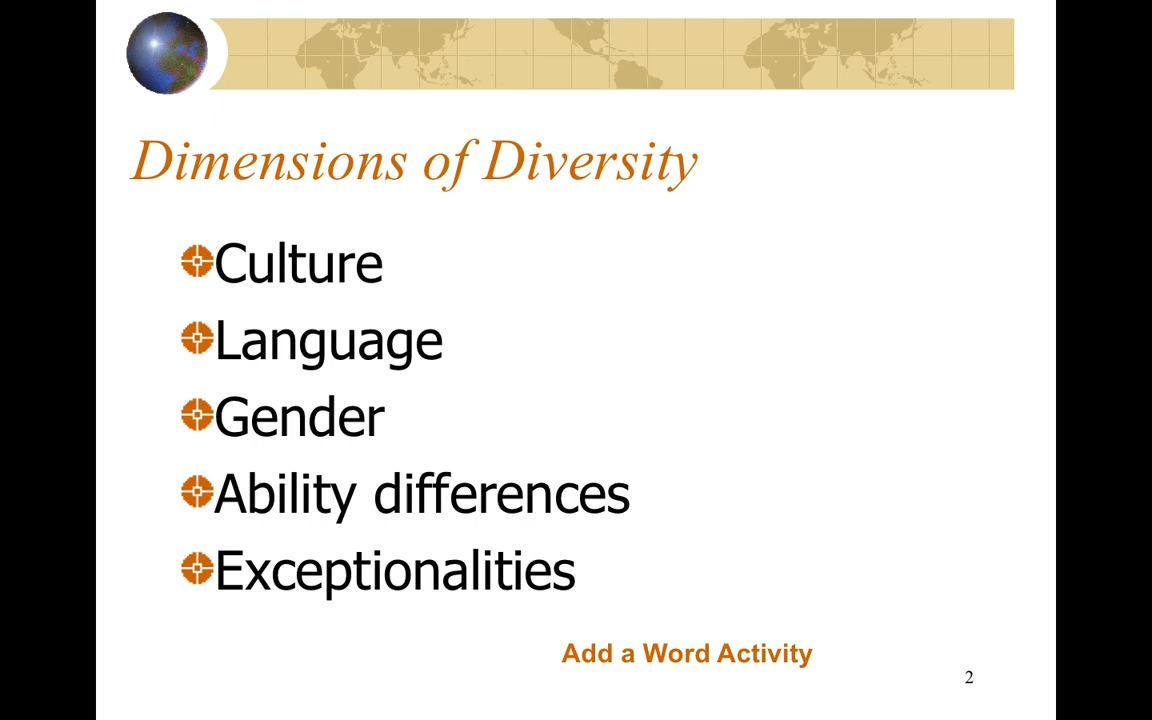 Dimensions of Diversity
Culture
Language
Gender
Ability differences
Exceptionalities
Add a Word Activity
2